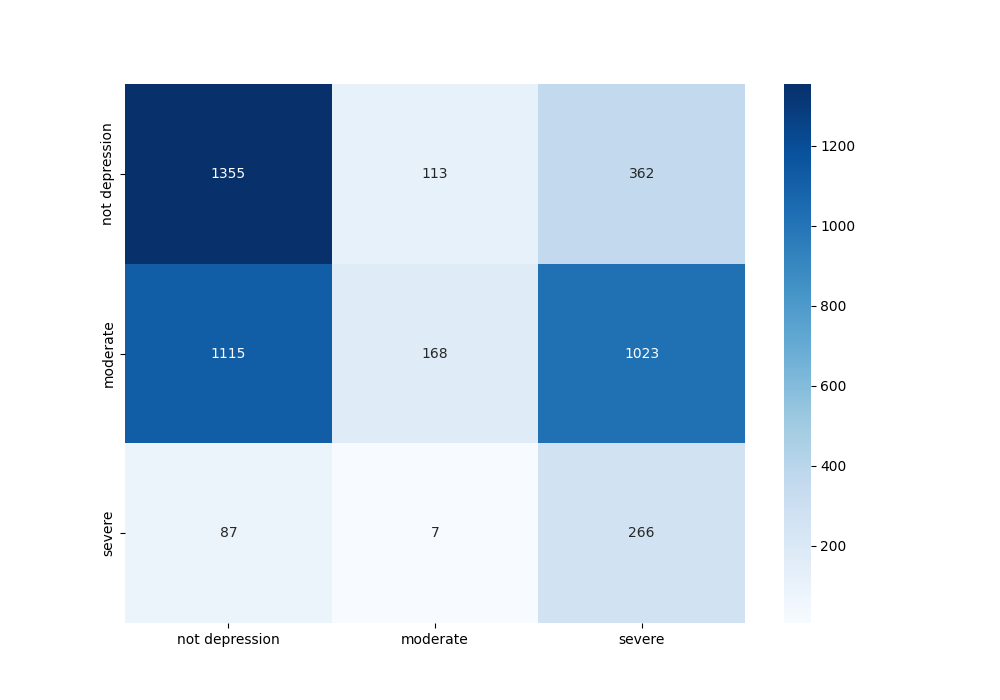 not depression 1355 113 362
moderate 1115 168 1023
severe 87 7 266
not depression moderate severe
1200
1000
800
600
400
200